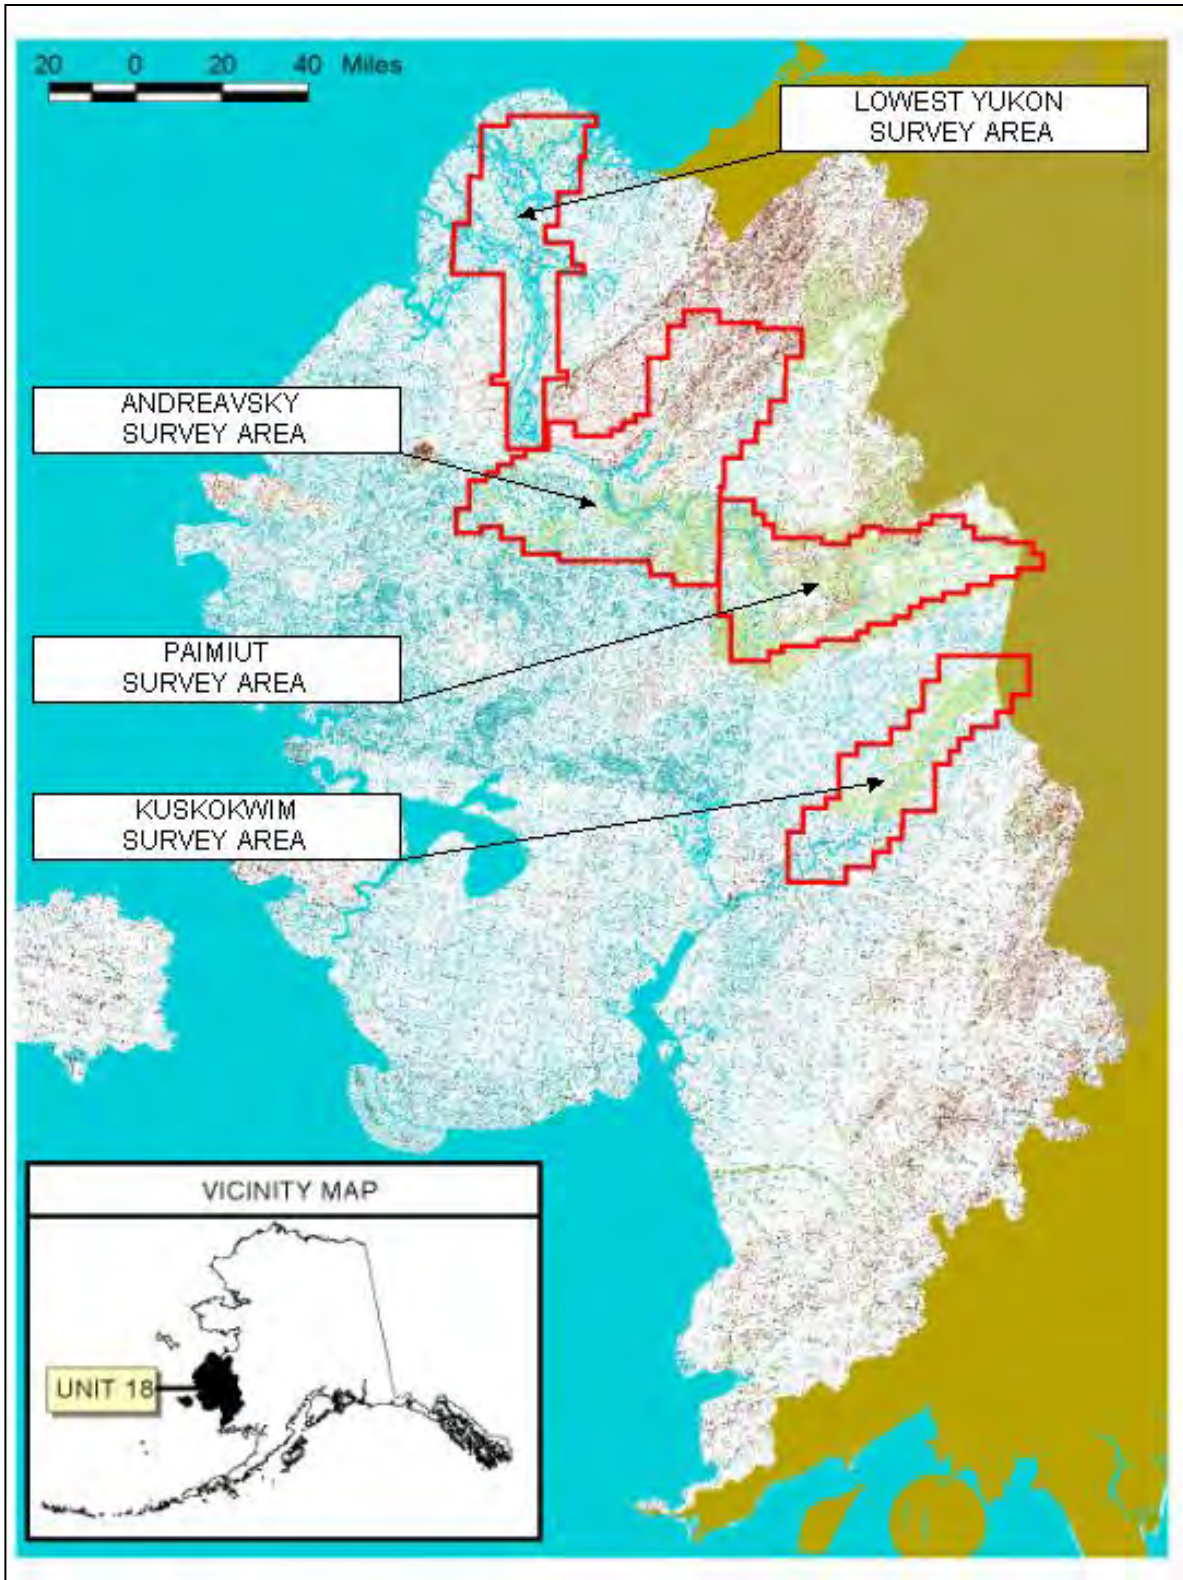 20 0 20 40 Miles
LOWEST YUKON
SURVEY AREA
ANDREAVSKY
SURVEY AREA
PAIMIUT
SURVEY AREA
KUSKOKWIM
SURVEY AREA
VICINITY MAP
UNIT 18